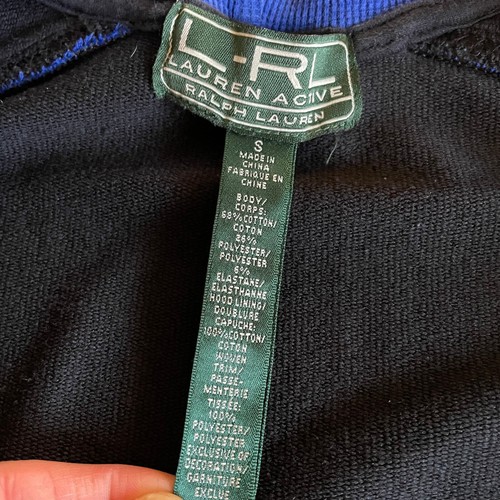 L-RL
LAUREN ACTIVE
RALPH LAUREN
S
MADE IN
CHINA
FABRIQUE EN
CHINE
BODY/
CORPS:
68% COTTON/
COTON
26%
POLYESTER/
POLYESTER
6%
ELASTANE/
ELASTHANNE
HOOD LINING/
DOUBLURE
CAPUCHE:
100% COTTON/
COTON
WOVEN
TRIM/
PASSE-
MENTERIE
TISSÉE:
100%
POLYESTER/
POLYESTER
EXCLUSIVE OF
DECORATION/
GARNITURE
EXCLUE